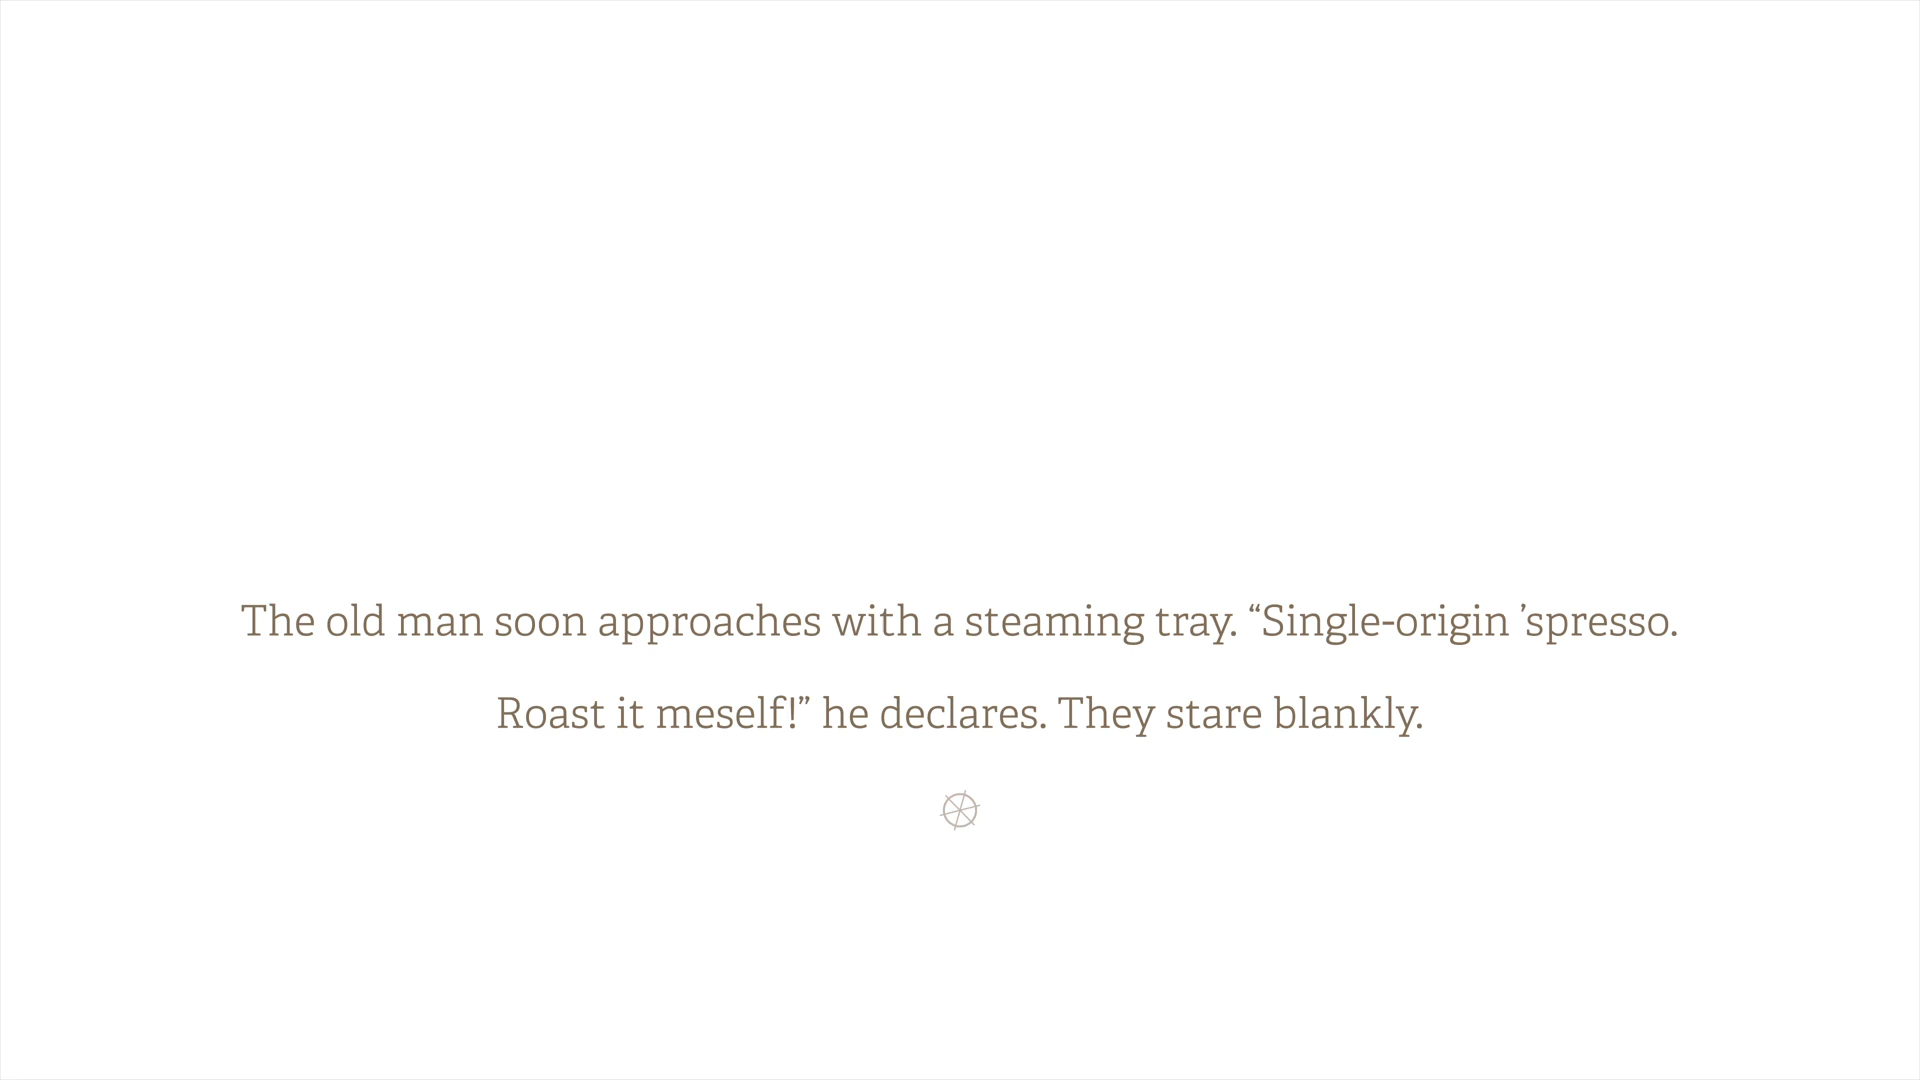 The old man soon approaches with a steaming tray. “Single-origin ’spresso.
Roast it meself!” he declares. They stare blankly.